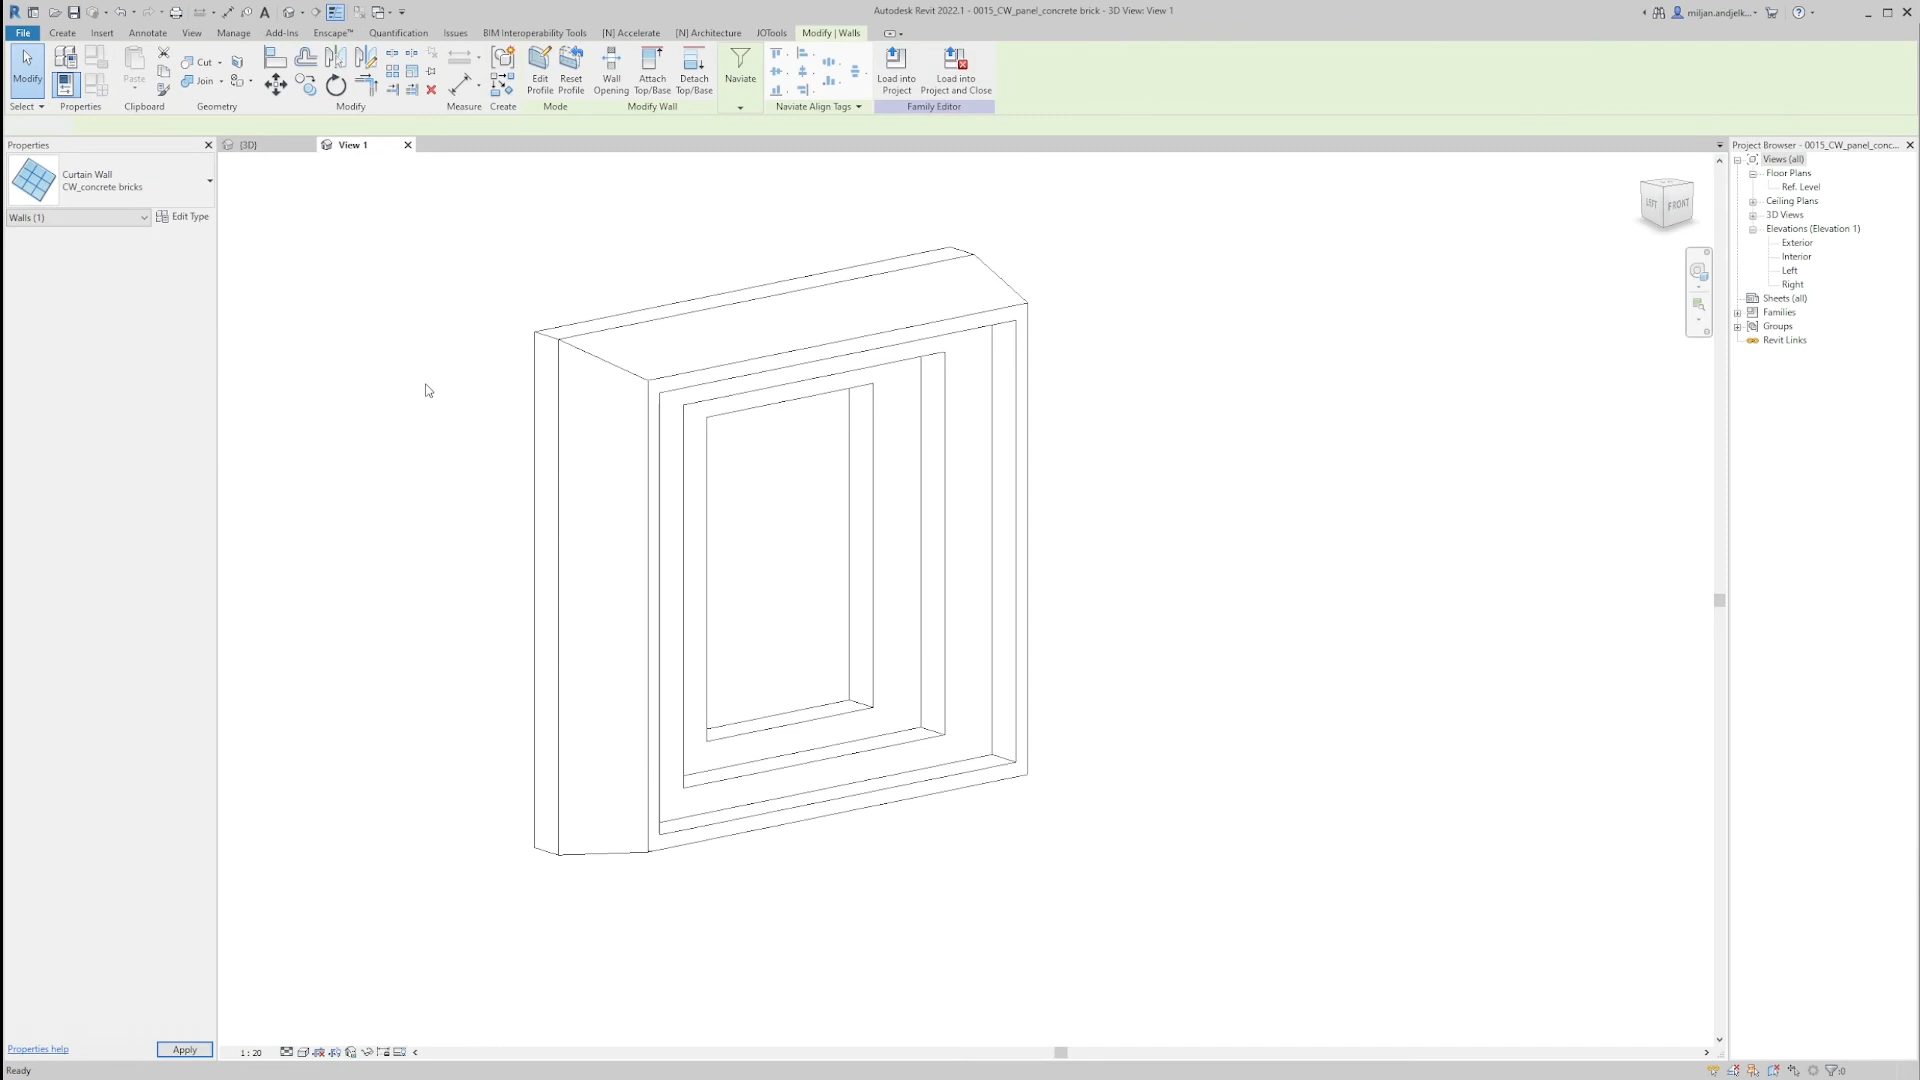 Autodesk Revit 2022.1 - 0015_CW_panel_concrete brick - 3D View: View 1
miljan.andjelk...
File Create Insert Annotate View Manage Add-Ins Enscape™ Quantification Issues BIM Interoperability Tools [N] Accelerate [N] Architecture JOTools Modify | Walls
Modify
Paste
Cut
Join
Edit Profile
Reset Profile
Wall Opening
Attach Top/Base
Detach Top/Base
Naviate
Load into Project
Load into Project and Close
Select Properties Clipboard Geometry Modify Measure Create Mode Modify Wall Naviate Align Tags Family Editor
Properties
{3D}
View 1
Project Browser - 0015_CW_panel_conc...
Curtain Wall
CW_concrete bricks
Walls (1)
Edit Type
Views (all)
Floor Plans
Ref. Level
Ceiling Plans
3D Views
Elevations (Elevation 1)
Exterior
Interior
Left
Right
Sheets (all)
Families
Groups
Revit Links
LEFT
FRONT
Properties help
Apply
1 : 20
Ready
:0